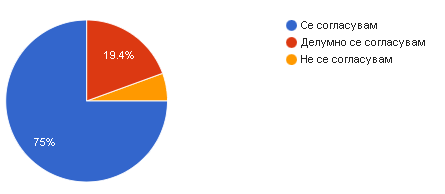 Се согласувам
Делумно се согласувам
Не се согласувам
19.4%
75%